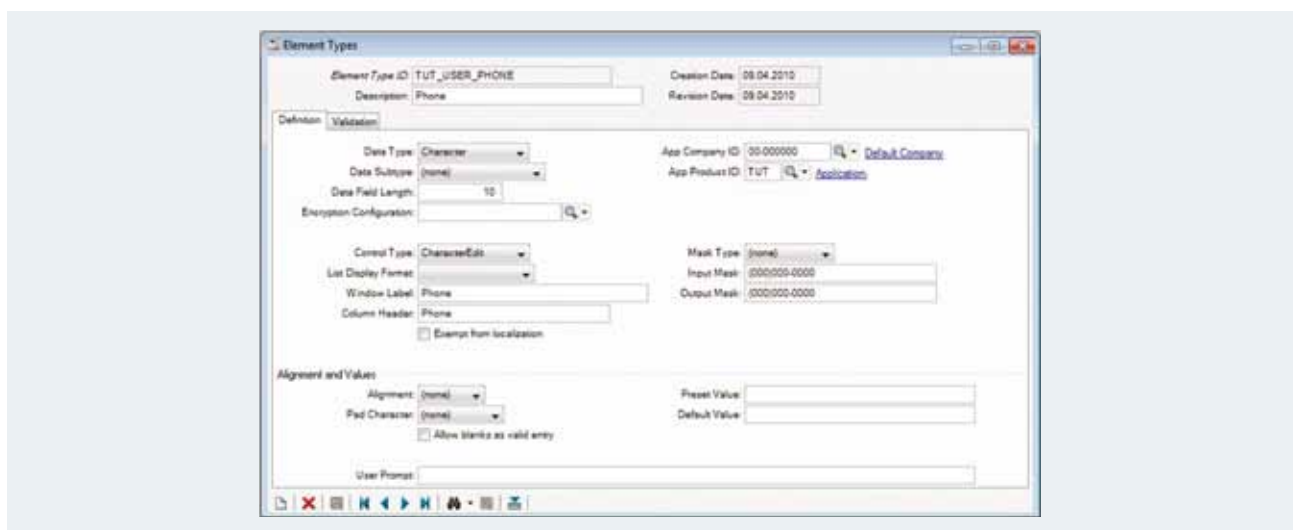 Element Types
Element Type ID: TUT_USER_PHONE Creation Date: 09.04.2010
Description: Phone Revision Date: 09.04.2010
Definition Validation
Data Type: Character App Company ID: 00-000000 Default Company
Data Subtype: (none) App Product ID: TUT Application
Data Field Length: 10
Encryption Configuration:
Control Type: CharacterEdit Mask Type: (none)
List Display Format: Input Mask: (000)000-0000
Window Label: Phone Output Mask: (000)000-0000
Column Header: Phone
Exempt from localization
Alignment and Values
Alignment: (none) Preset Value:
Pad Character: (none) Default Value:
Allow blanks as valid entry
User Prompt: